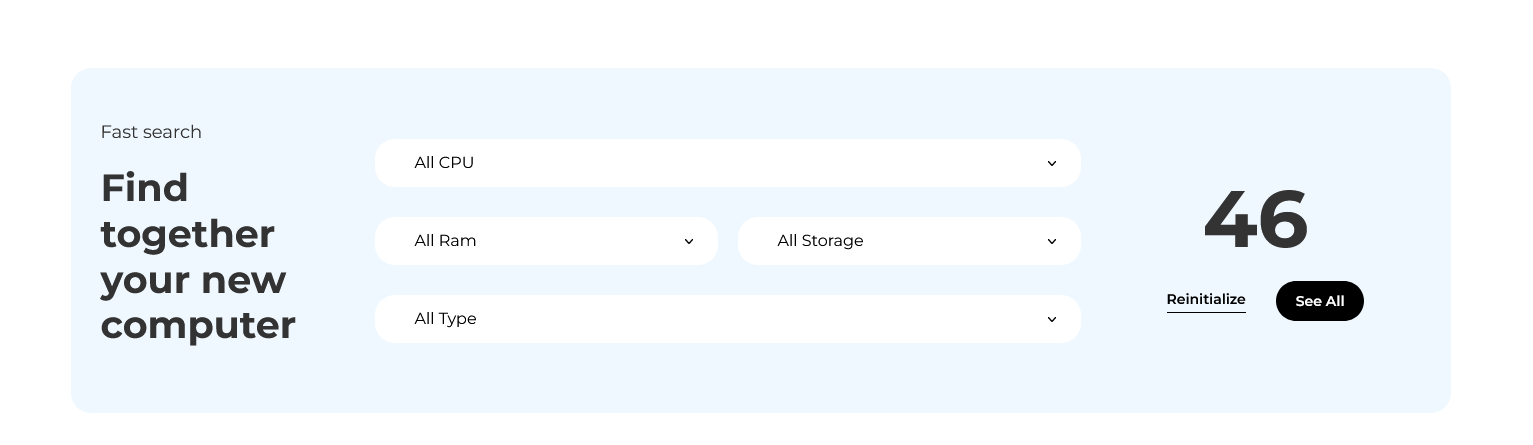 Fast search
Find
together
your new
computer
All CPU
All Ram
All Storage
All Type
46
Reinitialize
See All